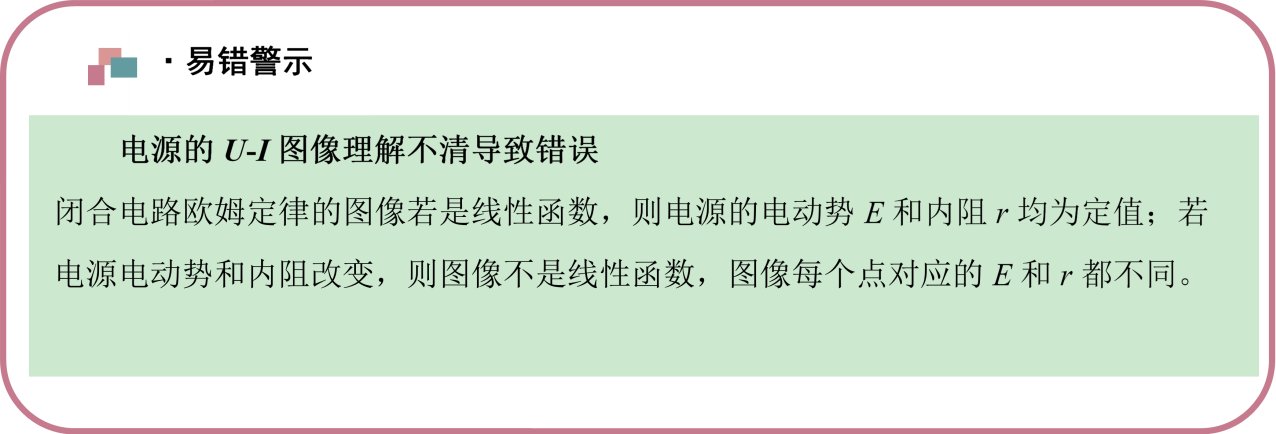 ·易错警示
电源的 U-I 图像理解不清导致错误
闭合电路欧姆定律的图像若是线性函数，则电源的电动势 E 和内阻 r 均为定值；若
电源电动势和内阻改变，则图像不是线性函数，图像每个点对应的 E 和 r 都不同。